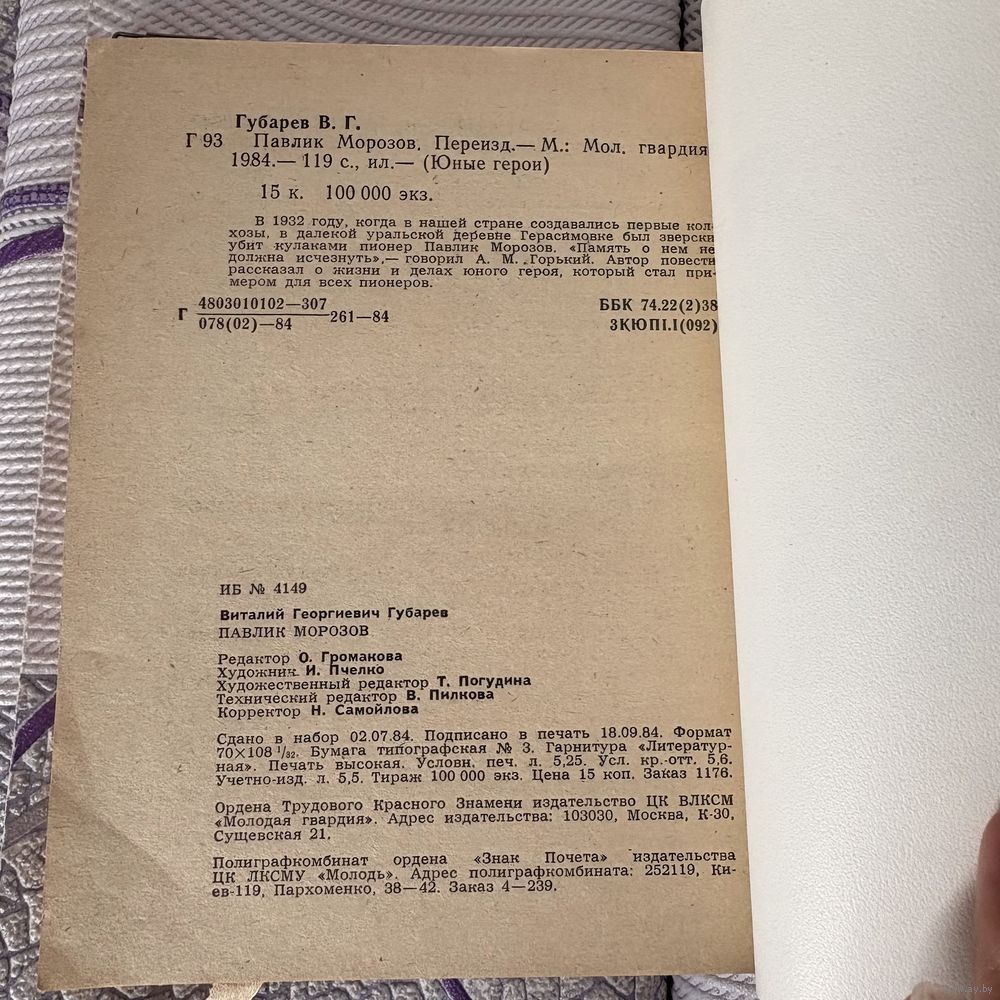 Губарев В. Г.
Г 93 Павлик Морозов. Переизд.— М.: Мол. гвардия
1984.— 119 с., ил.— (Юные герои)
15 к. 100 000 экз.
В 1932 году, когда в нашей стране создавались первые кол-
хозы, в далекой уральской деревне Герасимовке был зверски
убит кулаками пионер Павлик Морозов. «Память о нем не
должна исчезнуть»,— говорил А. М. Горький. Автор повести
рассказал о жизни и делах юного героя, который стал при-
мером для всех пионеров.
Г 4803010102—307
078(02)—84 261—84
ББК 74.22(2)38
ЗКЮП1.I(092)
ИБ № 4149
Виталий Георгиевич Губарев
ПАВЛИК МОРОЗОВ
Редактор О. Громакова
Художник И. Пчелко
Художественный редактор Т. Погудина
Технический редактор В. Пилкова
Корректор Н. Самойлова
Сдано в набор 02.07.84. Подписано в печать 18.09.84. Формат
70×108 1/32. Бумага типографская № 3. Гарнитура «Литератур-
ная». Печать высокая. Условн. печ. л. 5,25. Усл. кр.-отт. 5,6.
Учетно-изд. л. 5,5. Тираж 100 000 экз. Цена 15 коп. Заказ 1176.
Ордена Трудового Красного Знамени издательство ЦК ВЛКСМ
«Молодая гвардия». Адрес издательства: 103030, Москва, К-30,
Сущевская 21.
Полиграфкомбинат ордена «Знак Почета» издательства
ЦК ЛКСМУ «Молодь». Адрес полиграфкомбината: 252119, Ки-
ев-119, Пархоменко, 38—42. Заказ 4—239.